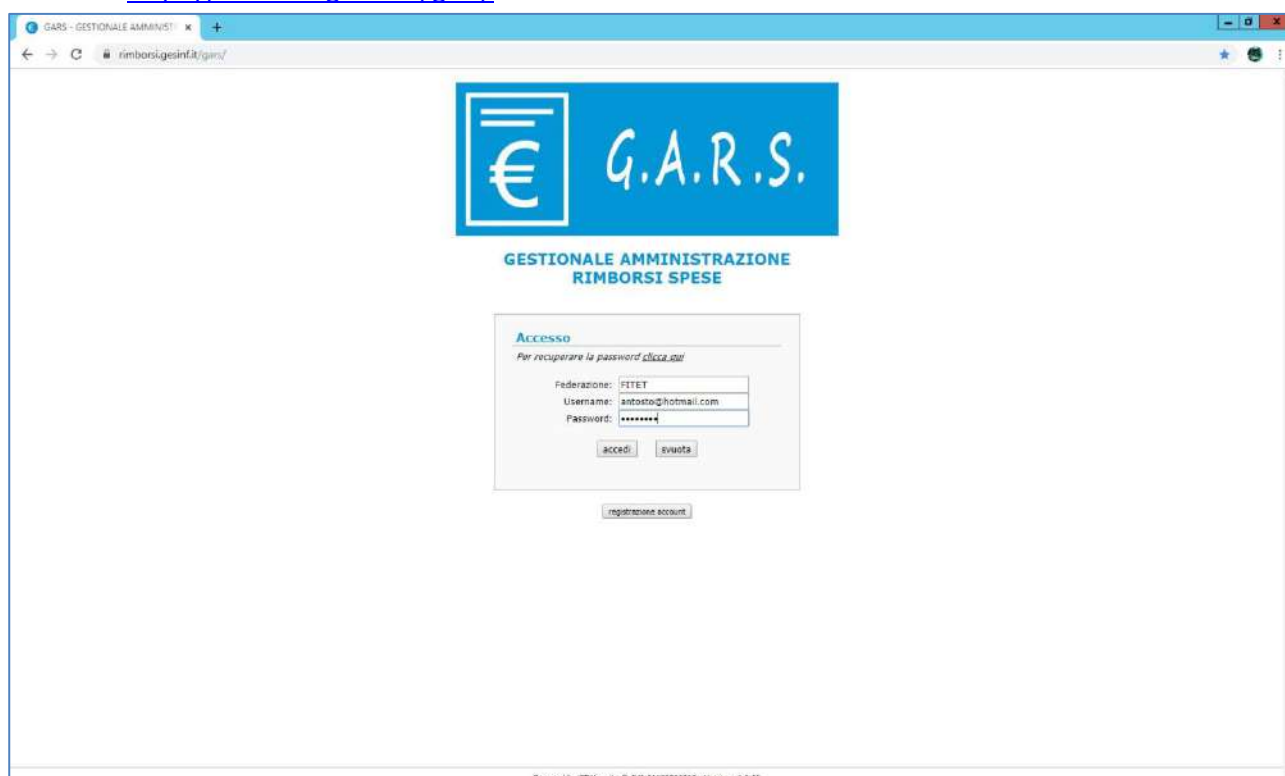 GARS - GESTIONALE AMMINIST
rimborsi.gesinf.it/gars/
€ G.A.R.S.
GESTIONALE AMMINISTRAZIONE
RIMBORSI SPESE
Accesso
Per recuperare la password clicca qui
Federazione: FITET
Username: antosto@hotmail.com
Password: ••••••••
accedi svuota
registrazione account